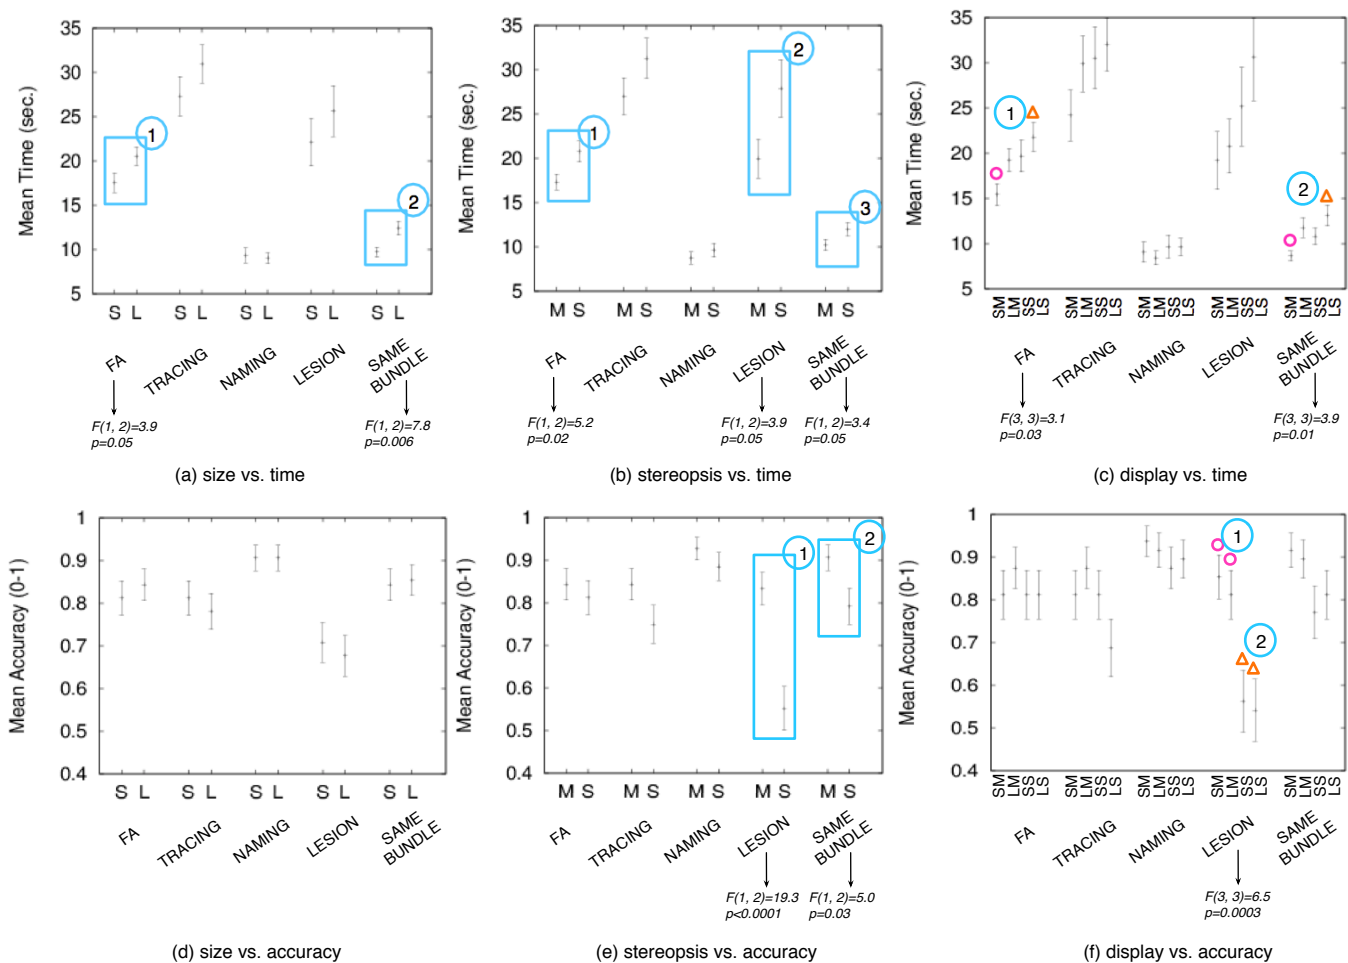 35
30
25
20
15
10
5
Mean Time (sec.)
1
2
S L S L S L S L S L
FA
TRACING
NAMING
LESION
SAME
BUNDLE
F(1, 2)=3.9
p=0.05
F(1, 2)=7.8
p=0.006
(a) size vs. time
35
30
25
20
15
10
5
Mean Time (sec.)
1
2
3
M S M S M S M S M S
FA
TRACING
NAMING
LESION
SAME
BUNDLE
F(1, 2)=5.2
p=0.02
F(1, 2)=3.9
p=0.05
F(1, 2)=3.4
p=0.05
(b) stereopsis vs. time
35
30
25
20
15
10
5
Mean Time (sec.)
1
2
SM LM SS LS SM LM SS LS SM LM SS LS SM LM SS LS SM LM SS LS
FA
TRACING
NAMING
LESION
SAME
BUNDLE
F(3, 3)=3.1
p=0.03
F(3, 3)=3.9
p=0.01
(c) display vs. time
1
0.9
0.8
0.7
0.6
0.5
0.4
Mean Accuracy (0-1)
S L S L S L S L S L
FA
TRACING
NAMING
LESION
SAME
BUNDLE
(d) size vs. accuracy
1
0.9
0.8
0.7
0.6
0.5
0.4
Mean Accuracy (0-1)
1
2
M S M S M S M S M S
FA
TRACING
NAMING
LESION
SAME
BUNDLE
F(1, 2)=19.3
p<0.0001
F(1, 2)=5.0
p=0.03
(e) stereopsis vs. accuracy
1
0.9
0.8
0.7
0.6
0.5
0.4
Mean Accuracy (0-1)
1
2
SM LM SS LS SM LM SS LS SM LM SS LS SM LM SS LS SM LM SS LS
FA
TRACING
NAMING
LESION
SAME
BUNDLE
F(3, 3)=6.5
p=0.0003
(f) display vs. accuracy